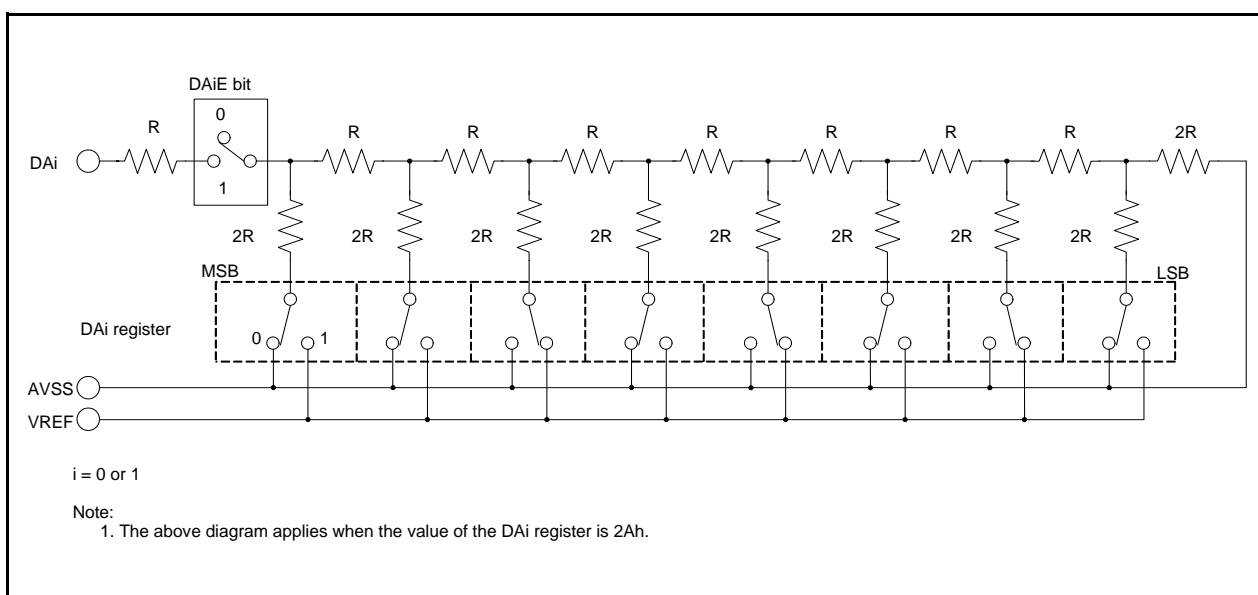 DAiE bit
0
R R R R R R R R 2R
DAi
1
2R 2R 2R 2R 2R 2R 2R 2R
MSB LSB
DAi register 0 1
AVSS
VREF
i = 0 or 1
Note:
1. The above diagram applies when the value of the DAi register is 2Ah.